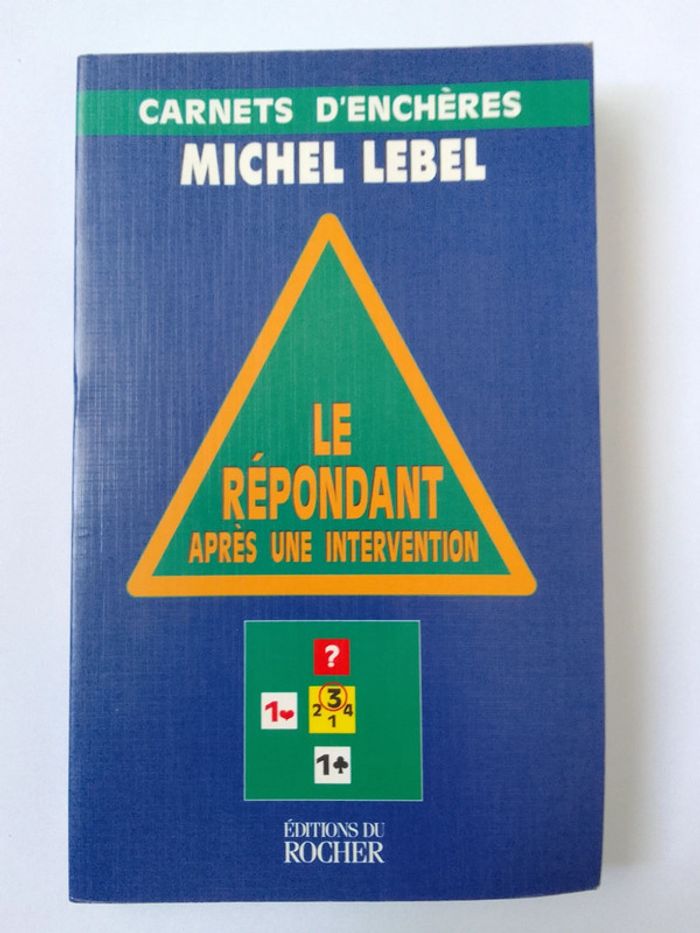 CARNETS D'ENCHÈRES
MICHEL LEBEL
LE
RÉPONDANT
APRÈS UNE INTERVENTION
?
1♥ 2 3 4
1
1♣
ÉDITIONS DU
ROCHER